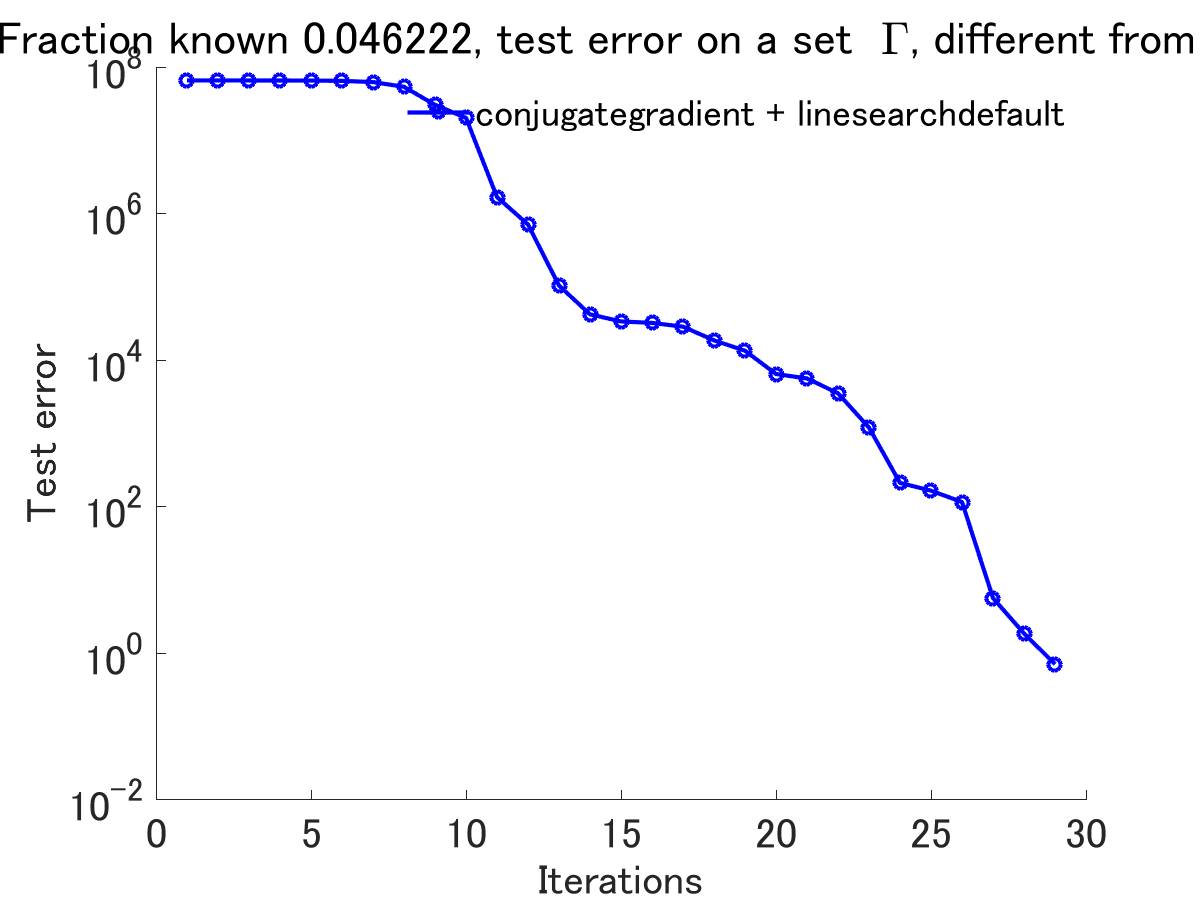 Fraction known 0.046222, test error on a set Γ, different from
10^8
conjugategradient + linesearchdefault
10^6
10^4
Test error
10^2
10^0
10^-2
0 5 10 15 20 25 30
Iterations